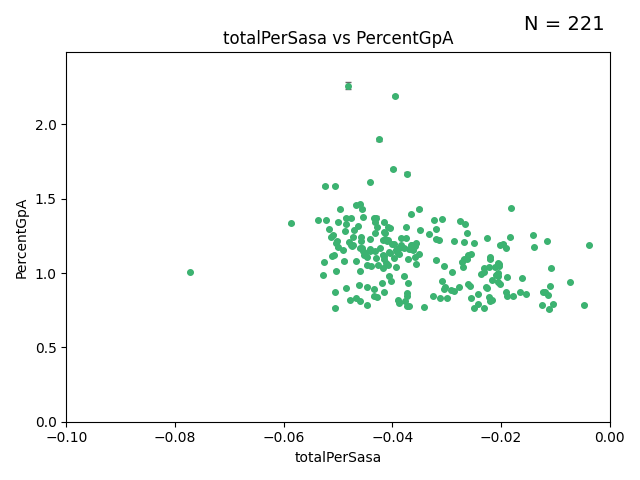 N = 221
totalPerSasa vs PercentGpA
PercentGpA
2.0
1.5
1.0
0.5
0.0
−0.10 −0.08 −0.06 −0.04 −0.02 0.00
totalPerSasa